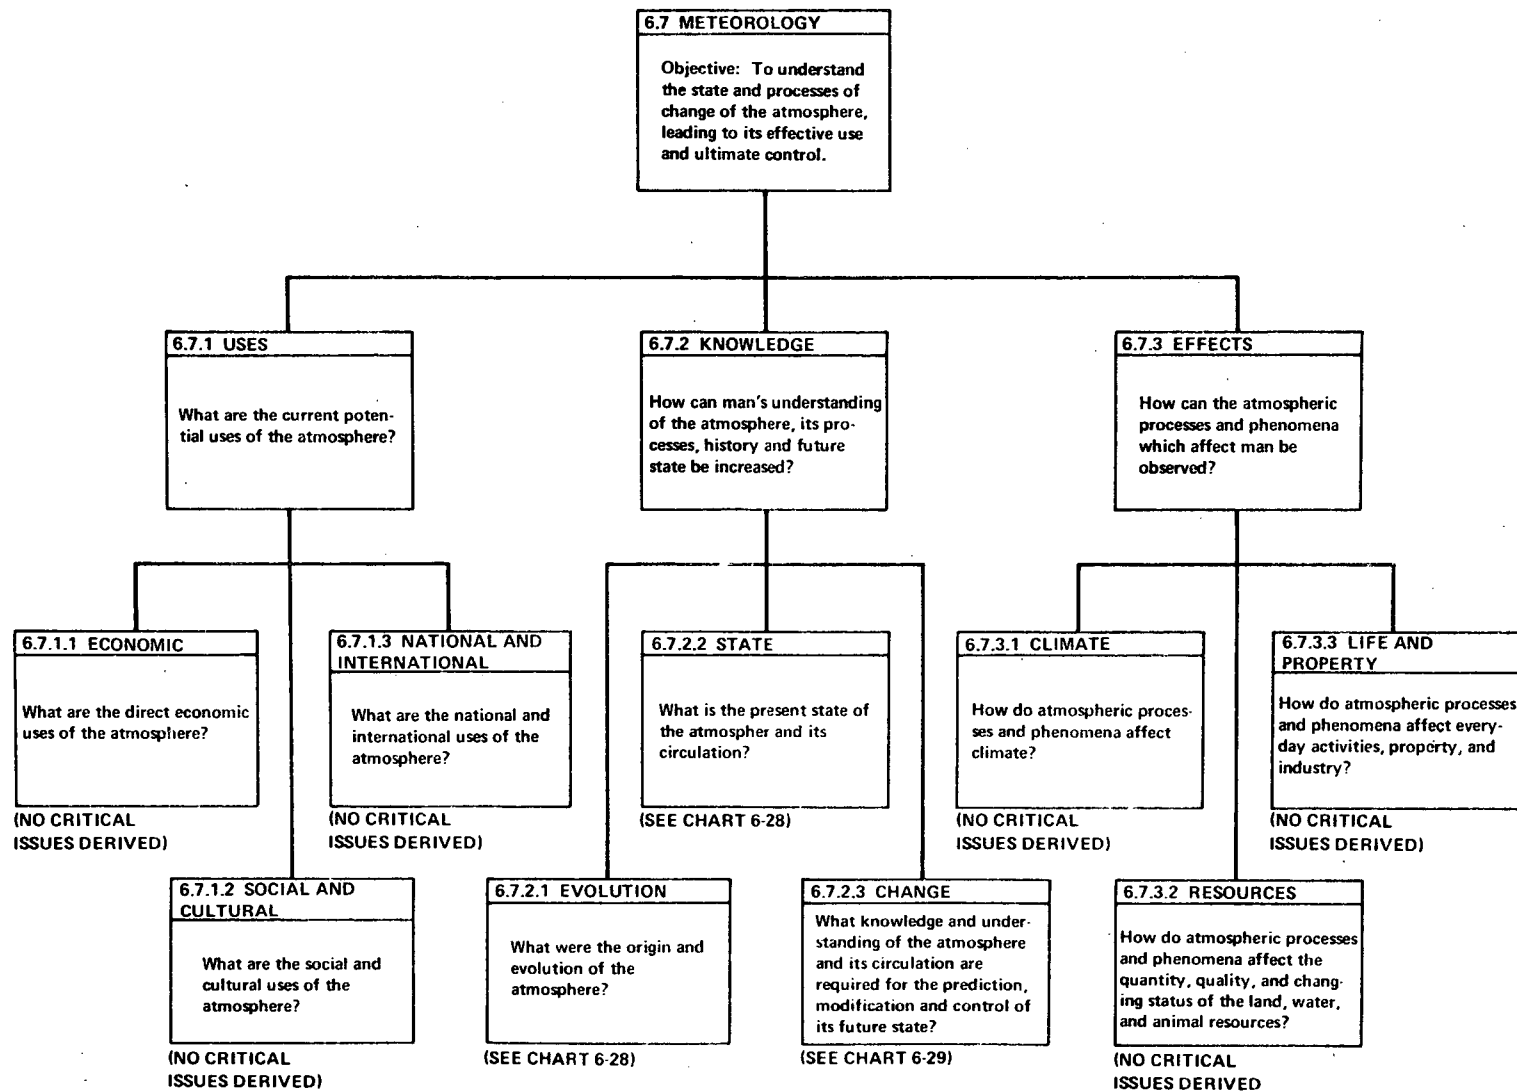 6.7 METEOROLOGY
Objective: To understand
the state and processes of
change of the atmosphere,
leading to its effective use
and ultimate control.
6.7.1 USES
What are the current poten-
tial uses of the atmosphere?
6.7.2 KNOWLEDGE
How can man's understanding
of the atmosphere, its pro-
cesses, history and future
state be increased?
6.7.3 EFFECTS
How can the atmospheric
processes and phenomena
which affect man be
observed?
6.7.1.1 ECONOMIC
What are the direct economic
uses of the atmosphere?
(NO CRITICAL
ISSUES DERIVED)
6.7.1.3 NATIONAL AND
INTERNATIONAL
What are the national and
international uses of the
atmosphere?
(NO CRITICAL
ISSUES DERIVED)
6.7.2.2 STATE
What is the present state of
the atmospher and its
circulation?
(SEE CHART 6-28)
6.7.3.1 CLIMATE
How do atmospheric proces-
ses and phenomena affect
climate?
(NO CRITICAL
ISSUES DERIVED)
6.7.3.3 LIFE AND
PROPERTY
How do atmospheric processes
and phenomena affect every-
day activities, property, and
industry?
(NO CRITICAL
ISSUES DERIVED)
6.7.1.2 SOCIAL AND
CULTURAL
What are the social and
cultural uses of the
atmosphere?
(NO CRITICAL
ISSUES DERIVED)
6.7.2.1 EVOLUTION
What were the origin and
evolution of the
atmosphere?
(SEE CHART 6-28)
6.7.2.3 CHANGE
What knowledge and under-
standing of the atmosphere
and its circulation are
required for the prediction,
modification and control of
its future state?
(SEE CHART 6-29)
6.7.3.2 RESOURCES
How do atmospheric processes
and phenomena affect the
quantity, quality, and chang-
ing status of the land, water,
and animal resources?
(NO CRITICAL
ISSUES DERIVED